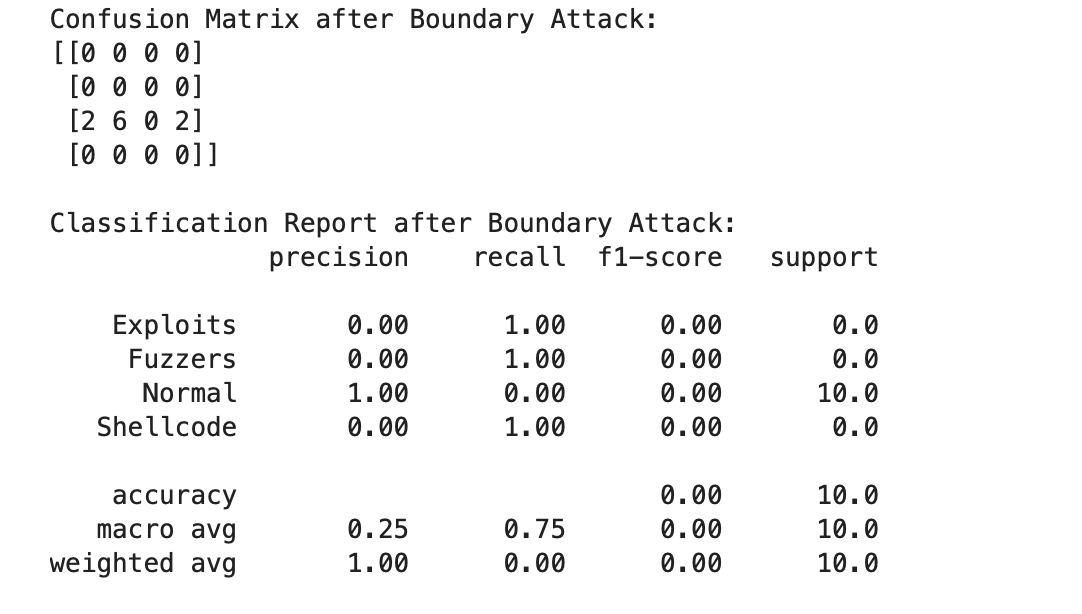 Confusion Matrix after Boundary Attack:
[[0 0 0 0]
 [0 0 0 0]
 [2 6 0 2]
 [0 0 0 0]]
Classification Report after Boundary Attack:
precision recall f1-score support
Exploits 0.00 1.00 0.00 0.0
Fuzzers 0.00 1.00 0.00 0.0
Normal 1.00 0.00 0.00 10.0
Shellcode 0.00 1.00 0.00 0.0
accuracy 0.00 10.0
macro avg 0.25 0.75 0.00 10.0
weighted avg 1.00 0.00 0.00 10.0